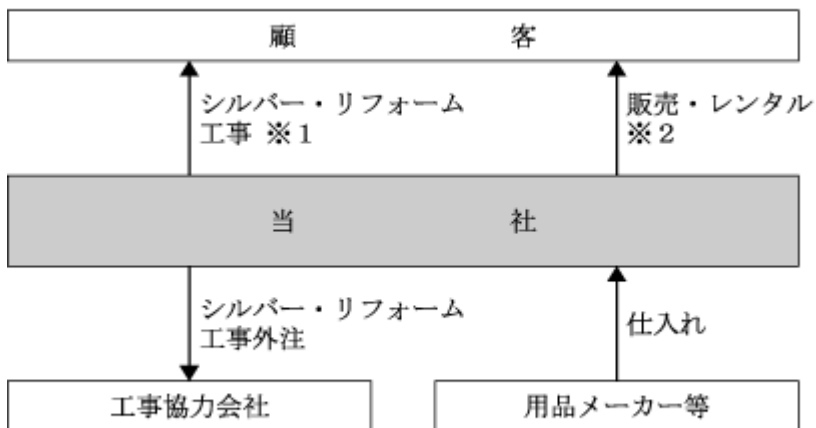 顧客
シルバー・リフォーム
工事 ※1
販売・レンタル
※2
当社
シルバー・リフォーム
工事外注
仕入れ
工事協力会社
用品メーカー等